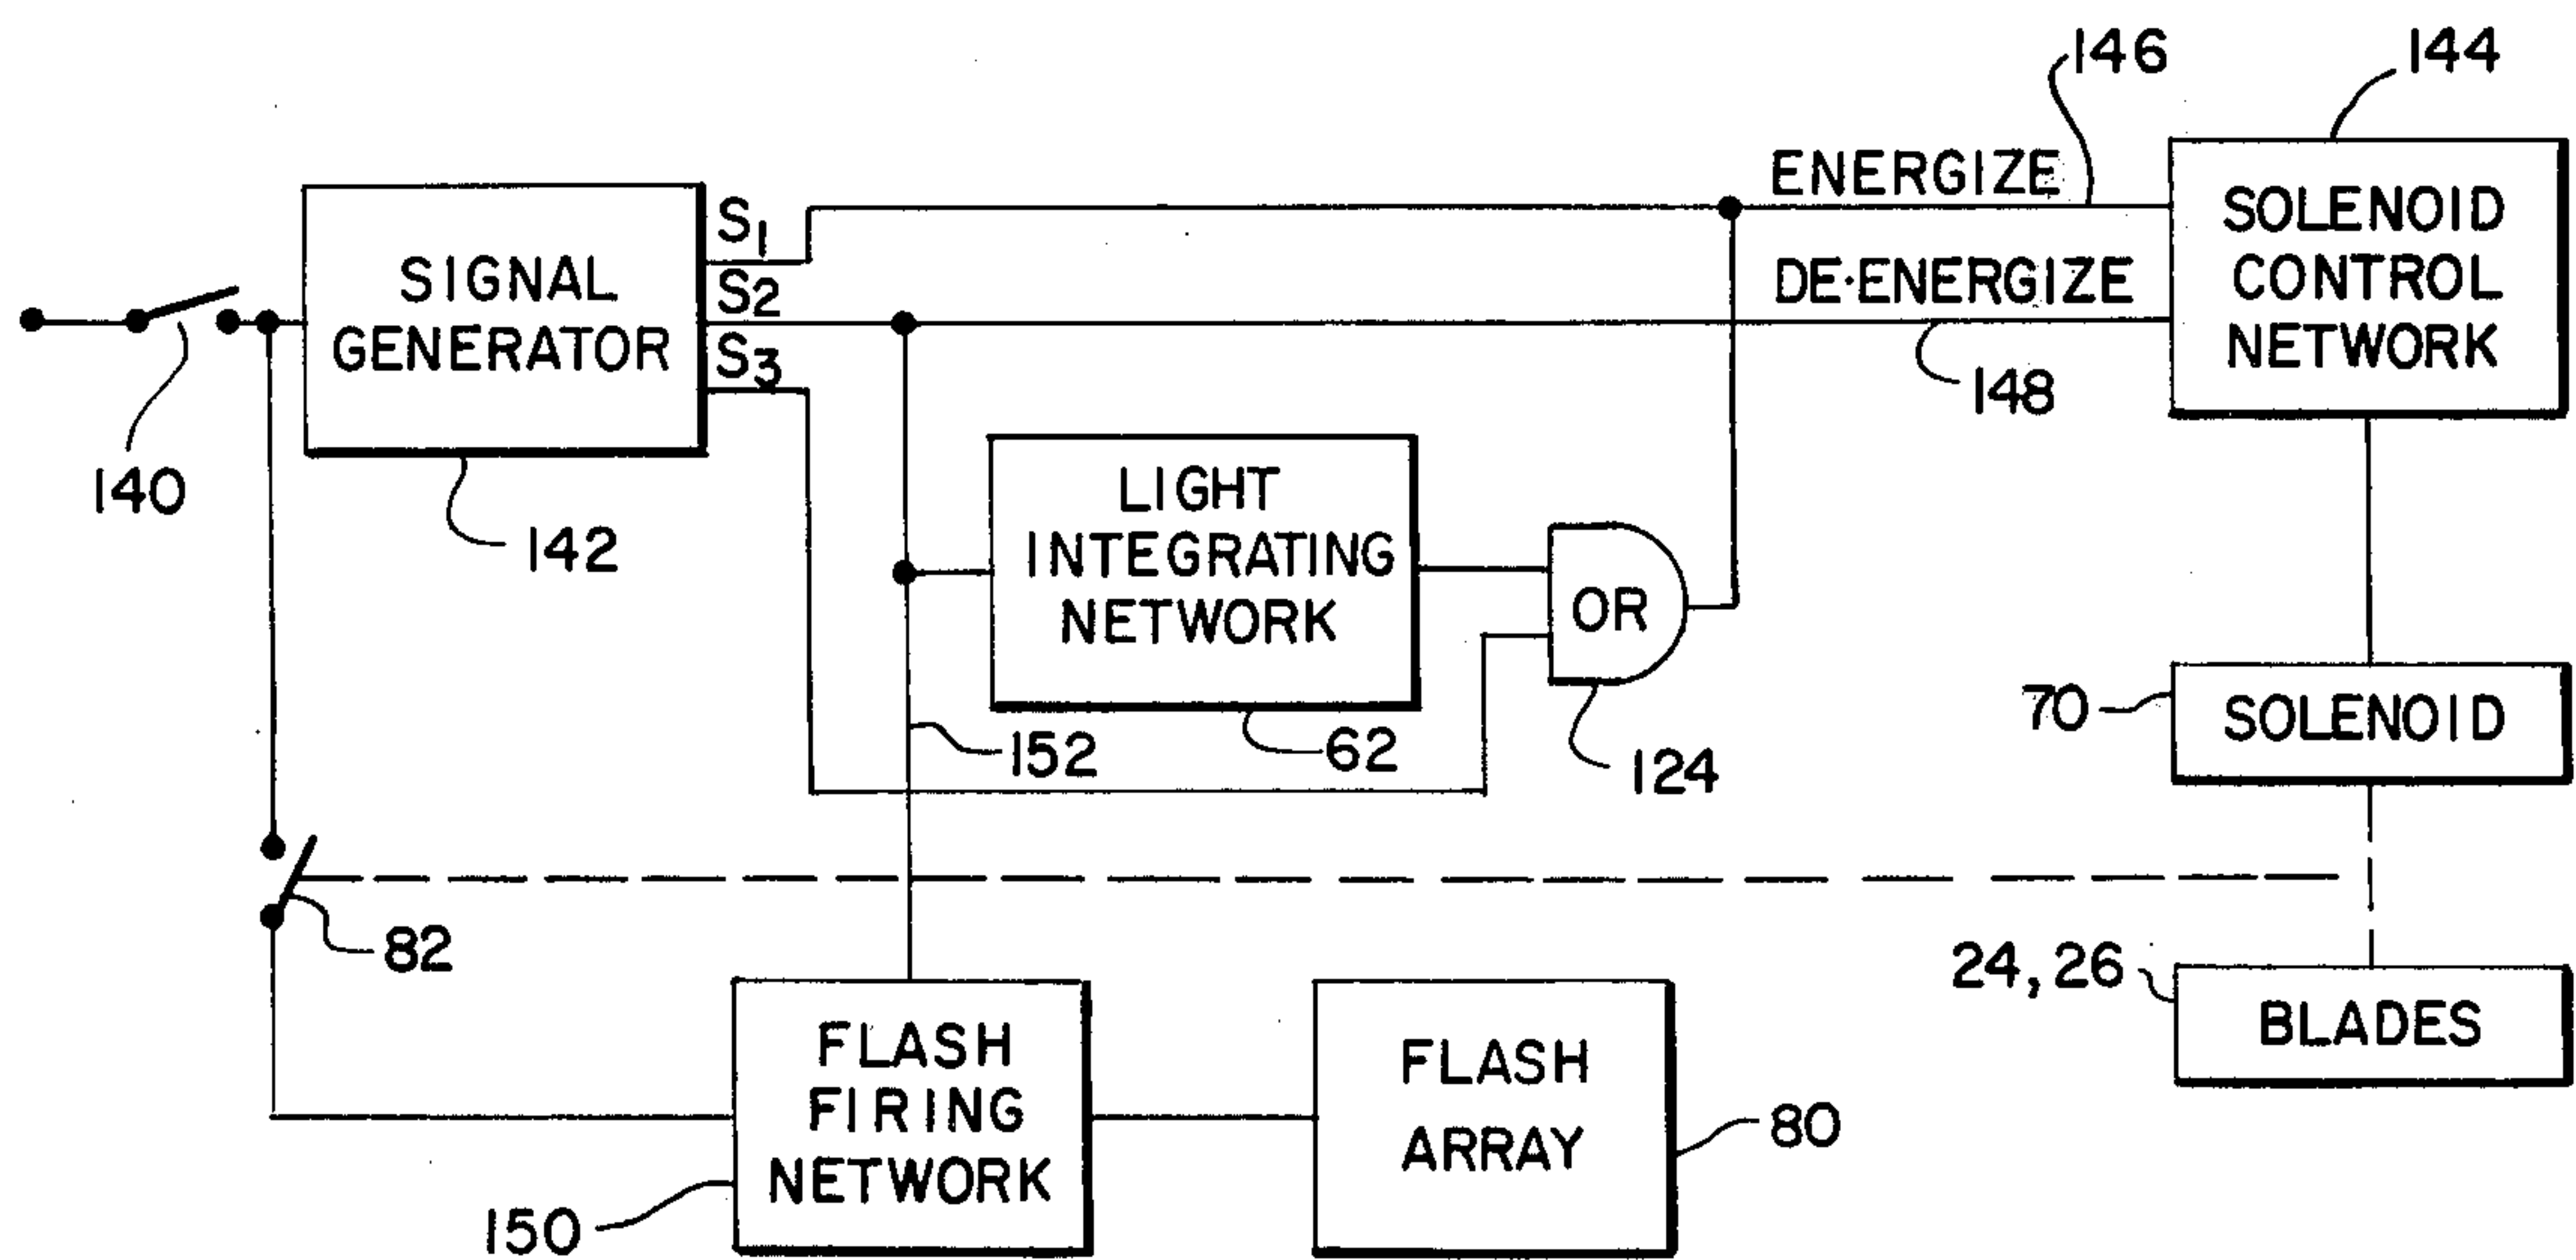 146
144
ENERGIZE
SOLENOID
CONTROL
NETWORK
S1
SIGNAL
GENERATOR
S2
DE-ENERGIZE
S3
148
140
142
LIGHT
INTEGRATING
NETWORK
OR
152
62
124
70
SOLENOID
82
24, 26
BLADES
FLASH
FIRING
NETWORK
FLASH
ARRAY
80
150